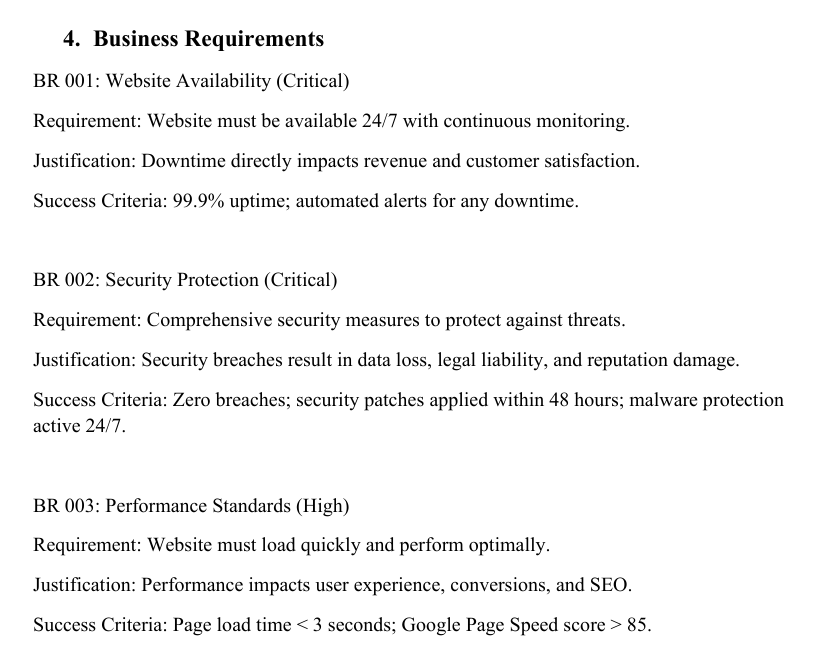 4. Business Requirements
BR 001: Website Availability (Critical)
Requirement: Website must be available 24/7 with continuous monitoring.
Justification: Downtime directly impacts revenue and customer satisfaction.
Success Criteria: 99.9% uptime; automated alerts for any downtime.
BR 002: Security Protection (Critical)
Requirement: Comprehensive security measures to protect against threats.
Justification: Security breaches result in data loss, legal liability, and reputation damage.
Success Criteria: Zero breaches; security patches applied within 48 hours; malware protection
active 24/7.
BR 003: Performance Standards (High)
Requirement: Website must load quickly and perform optimally.
Justification: Performance impacts user experience, conversions, and SEO.
Success Criteria: Page load time < 3 seconds; Google Page Speed score > 85.